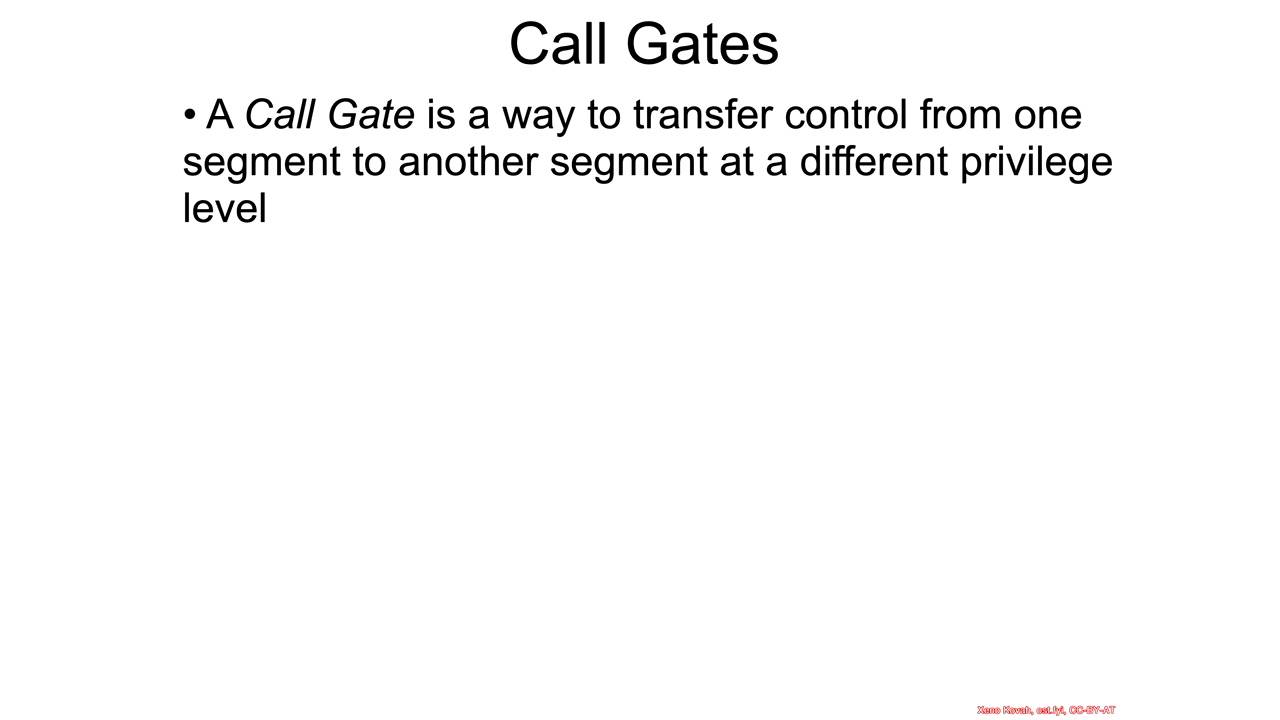 Call Gates
• A Call Gate is a way to transfer control from one
segment to another segment at a different privilege
level
Xeno Kovah, ost.fyi, CC-BY-AT